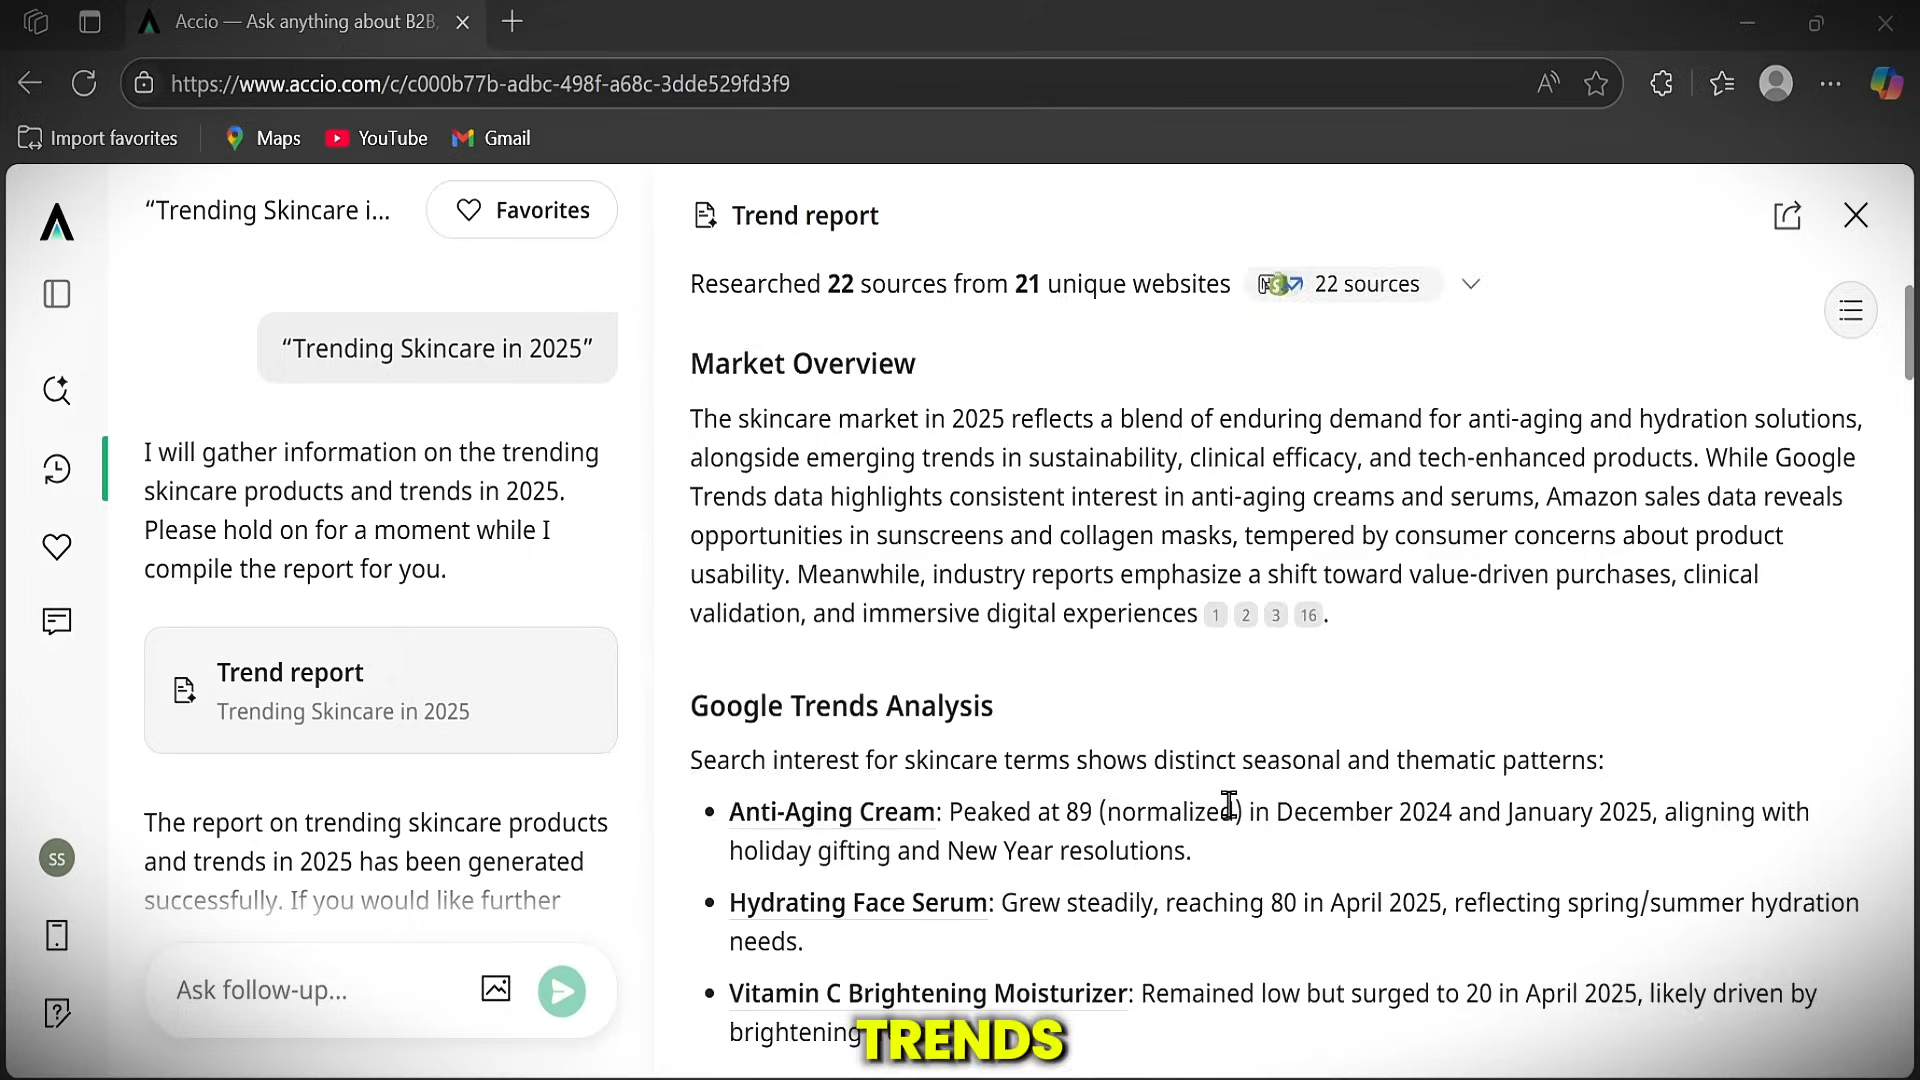 Accio — Ask anything about B2B,
https://www.accio.com/c/c000b77b-adbc-498f-a68c-3dde529fd3f9
Import favorites
Maps
YouTube
Gmail
“Trending Skincare i...
Favorites
“Trending Skincare in 2025”
I will gather information on the trending
skincare products and trends in 2025.
Please hold on for a moment while I
compile the report for you.
Trend report
Trending Skincare in 2025
The report on trending skincare products
and trends in 2025 has been generated
successfully. If you would like further
SS
Ask follow-up...
Trend report
Researched 22 sources from 21 unique websites
22 sources
Market Overview
The skincare market in 2025 reflects a blend of enduring demand for anti-aging and hydration solutions,
alongside emerging trends in sustainability, clinical efficacy, and tech-enhanced products. While Google
Trends data highlights consistent interest in anti-aging creams and serums, Amazon sales data reveals
opportunities in sunscreens and collagen masks, tempered by consumer concerns about product
usability. Meanwhile, industry reports emphasize a shift toward value-driven purchases, clinical
validation, and immersive digital experiences 1 2 3 16 .
Google Trends Analysis
Search interest for skincare terms shows distinct seasonal and thematic patterns:
• Anti-Aging Cream: Peaked at 89 (normalized) in December 2024 and January 2025, aligning with
holiday gifting and New Year resolutions.
• Hydrating Face Serum: Grew steadily, reaching 80 in April 2025, reflecting spring/summer hydration
needs.
• Vitamin C Brightening Moisturizer: Remained low but surged to 20 in April 2025, likely driven by
brightening
TRENDS